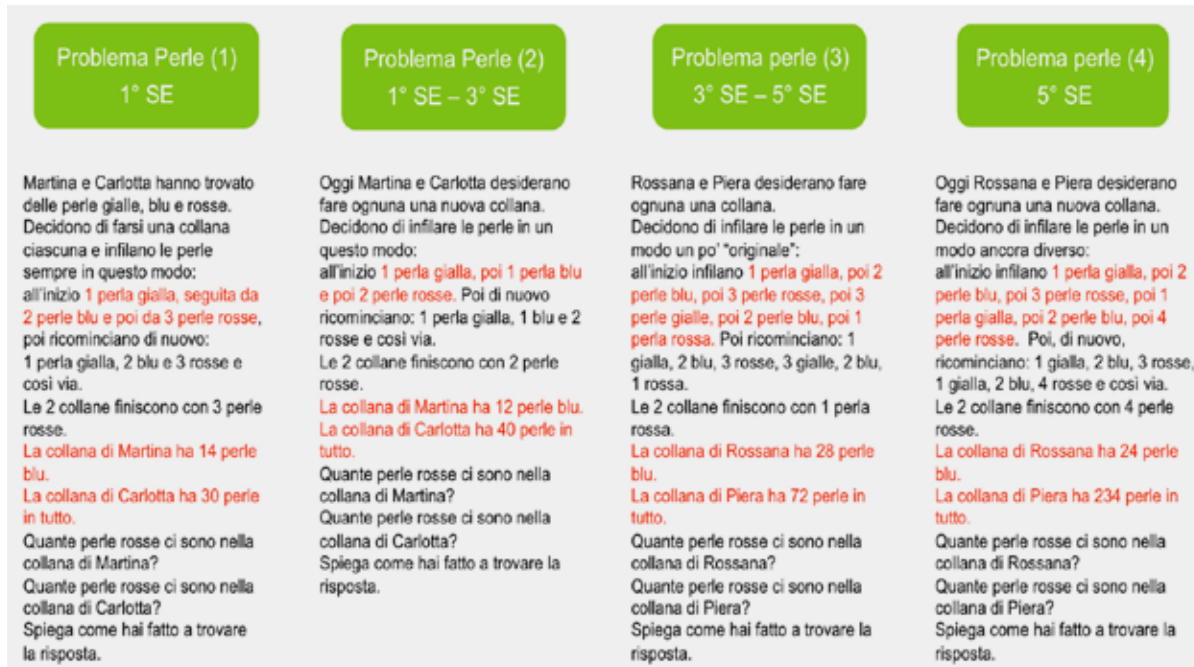 Problema Perle (1)
1° SE
Martina e Carlotta hanno trovato
delle perle gialle, blu e rosse.
Decidono di farsi una collana
ciascuna e infilano le perle
sempre in questo modo:
all'inizio 1 perla gialla, seguita da
2 perle blu e poi da 3 perle rosse,
poi ricominciano di nuovo:
1 perla gialla, 2 blu e 3 rosse e
così via.
Le 2 collane finiscono con 3 perle
rosse.
La collana di Martina ha 14 perle
blu.
La collana di Carlotta ha 30 perle
in tutto.
Quante perle rosse ci sono nella
collana di Martina?
Quante perle rosse ci sono nella
collana di Carlotta?
Spiega come hai fatto a trovare
la risposta.
Problema Perle (2)
1° SE – 3° SE
Oggi Martina e Carlotta desiderano
fare ognuna una nuova collana.
Decidono di infilare le perle in un
questo modo:
all'inizio 1 perla gialla, poi 1 perla blu
e poi 2 perle rosse. Poi di nuovo
ricominciano: 1 perla gialla, 1 blu e 2
rosse e così via.
Le 2 collane finiscono con 2 perle
rosse.
La collana di Martina ha 12 perle blu.
La collana di Carlotta ha 40 perle in
tutto.
Quante perle rosse ci sono nella
collana di Martina?
Quante perle rosse ci sono nella
collana di Carlotta?
Spiega come hai fatto a trovare la
risposta.
Problema perle (3)
3° SE – 5° SE
Rossana e Piera desiderano fare
ognuna una collana.
Decidono di infilare le perle in un
modo un po' "originale":
all'inizio infilano 1 perla gialla, poi 2
perle blu, poi 3 perle rosse, poi 3
perle gialle, poi 2 perle blu, poi 1
perla rossa. Poi ricominciano: 1
gialla, 2 blu, 3 rosse, 3 gialle, 2 blu,
1 rossa.
Le 2 collane finiscono con 1 perla
rossa.
La collana di Rossana ha 28 perle
blu.
La collana di Piera ha 72 perle in
tutto.
Quante perle rosse ci sono nella
collana di Rossana?
Quante perle rosse ci sono nella
collana di Piera?
Spiega come hai fatto a trovare la
risposta.
Problema perle (4)
5° SE
Oggi Rossana e Piera desiderano
fare ognuna una nuova collana.
Decidono di infilare le perle in un
modo ancora diverso:
all'inizio infilano 1 perla gialla, poi 2
perle blu, poi 3 perle rosse, poi 1
perla gialla, poi 2 perle blu, poi 4
perle rosse. Poi, di nuovo,
ricominciano: 1 gialla, 2 blu, 3 rosse,
1 gialla, 2 blu, 4 rosse e così via.
Le 2 collane finiscono con 4 perle
rosse.
La collana di Rossana ha 24 perle
blu.
La collana di Piera ha 234 perle in
tutto.
Quante perle rosse ci sono nella
collana di Rossana?
Quante perle rosse ci sono nella
collana di Piera?
Spiega come hai fatto a trovare la
risposta.